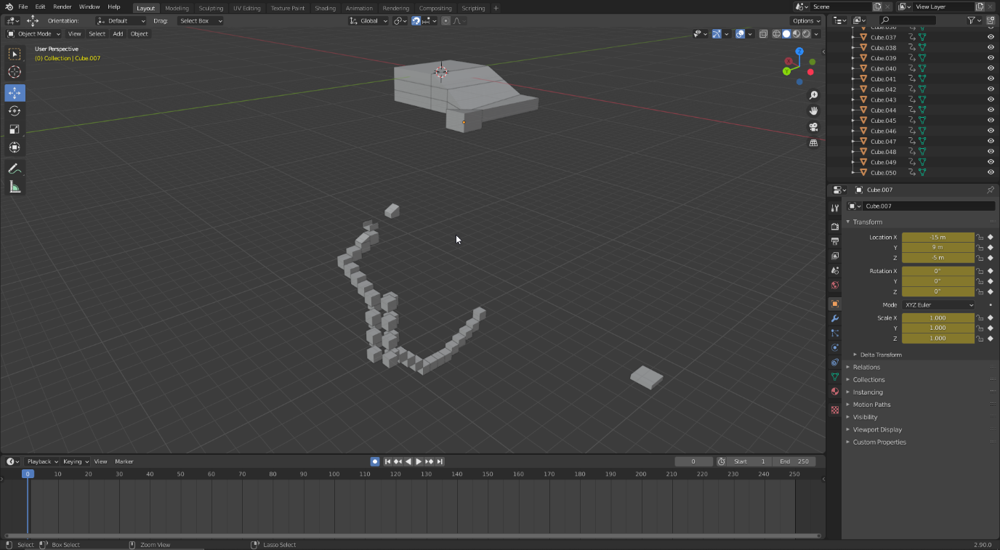 File Edit Render Window Help Layout Modeling Sculpting UV Editing Texture Paint Shading Animation Rendering Compositing Scripting + Scene View Layer
Orientation: Default Drag: Select Box Global Options
Object Mode View Select Add Object
User Perspective
(0) Collection | Cube.007
Z
X
Y
Cube.036
Cube.037
Cube.038
Cube.039
Cube.040
Cube.041
Cube.042
Cube.043
Cube.044
Cube.045
Cube.046
Cube.047
Cube.048
Cube.049
Cube.050
Cube.007
Cube.007
Transform
Location X -15 m
Y 9 m
Z -5 m
Rotation X 0°
Y 0°
Z 0°
Mode XYZ Euler
Scale X 1.000
Y 1.000
Z 1.000
Delta Transform
Relations
Collections
Instancing
Motion Paths
Visibility
Viewport Display
Custom Properties
Playback Keying View Marker 0 Start 1 End 250
0 10 20 30 40 50 60 70 80 90 100 110 120 130 140 150 160 170 180 190 200 210 220 230 240 250
Select Box Select Zoom View Lasso Select 2.90.0